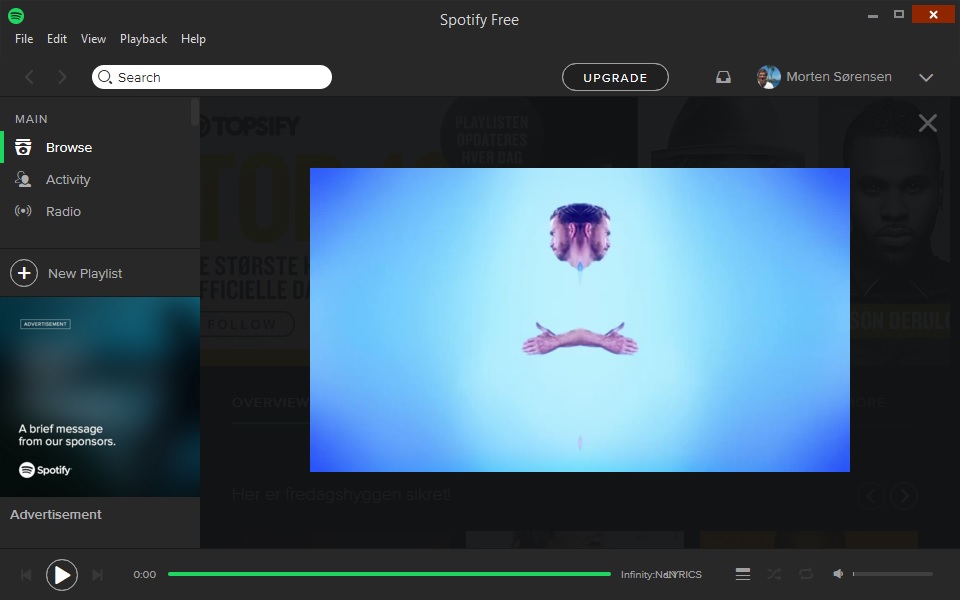 Spotify Free
File Edit View Playback Help
Search
UPGRADE
Morten Sørensen
MAIN
Browse
Activity
Radio
New Playlist
ADVERTISEMENT
A brief message
from our sponsors.
Spotify
Advertisement
TOPSIFY
PLAYLISTEN
OPDATERES
HVER DAG
TOP
E STØRSTE
FFICIELLE DA
FOLLOW
SON DERUL
OVERVIEW
ORE
Her er fredagshyggen sikret!
0:00
Infinity:NaN
LYRICS